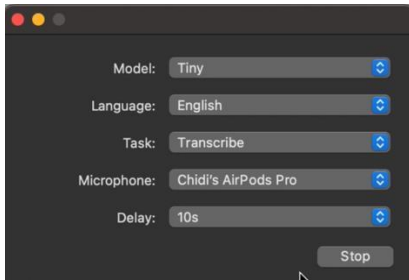 Model: Tiny
Language: English
Task: Transcribe
Microphone: Chidi's AirPods Pro
Delay: 10s
Stop